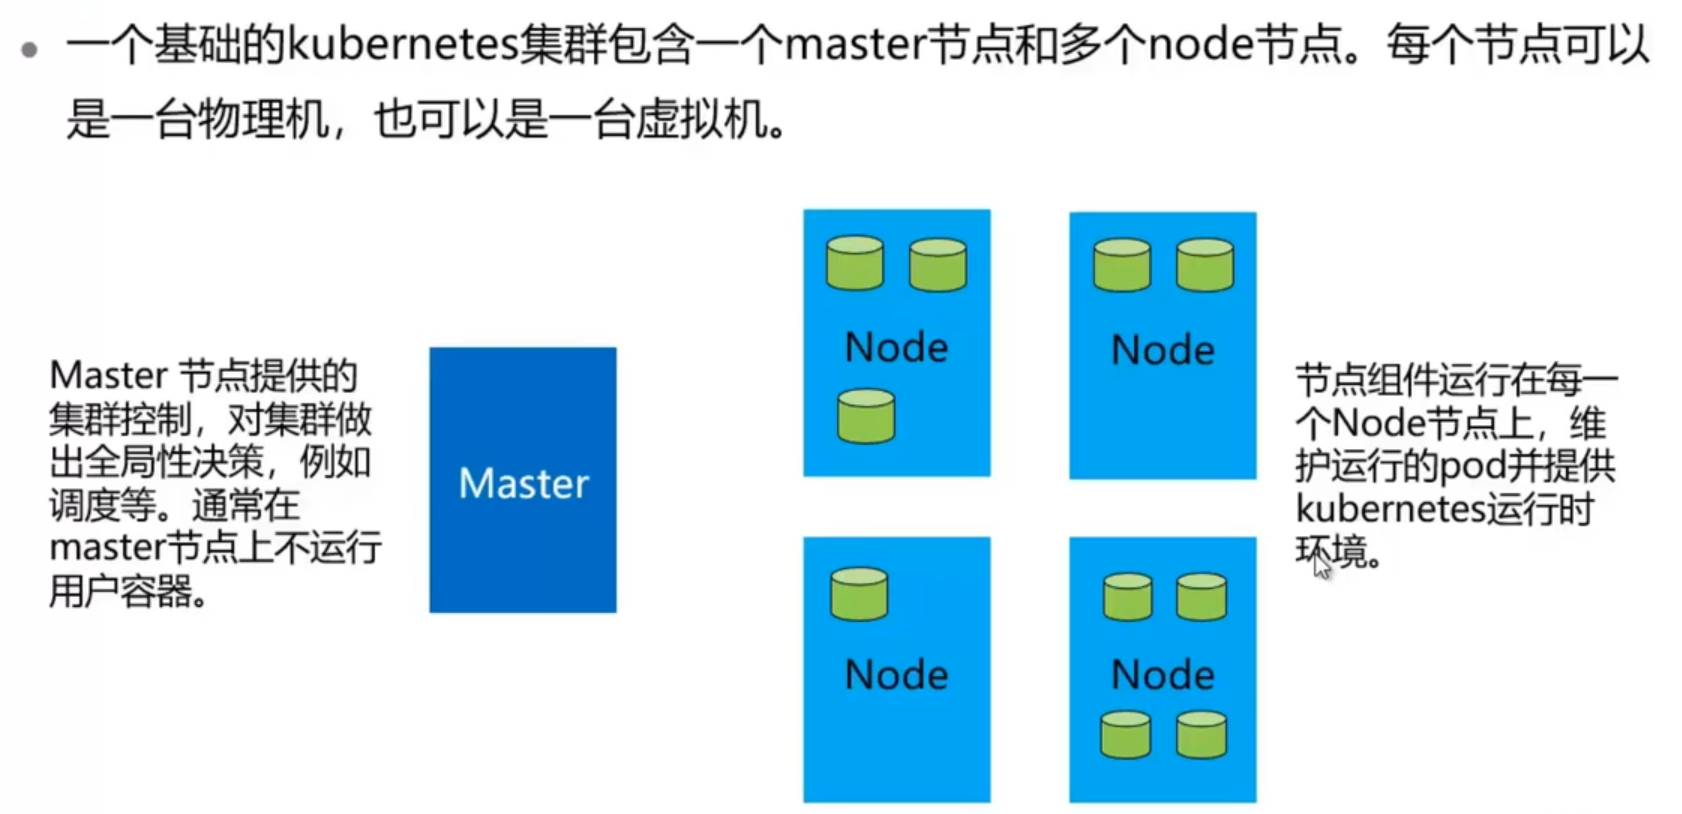 一个基础的kubernetes集群包含一个master节点和多个node节点。每个节点可以
是一台物理机，也可以是一台虚拟机。
Master 节点提供的
集群控制，对集群做
出全局性决策，例如
调度等。通常在
master节点上不运行
用户容器。
Master
Node
Node
Node
Node
节点组件运行在每一
个Node节点上，维
护运行的pod并提供
kubernetes运行时
环境。